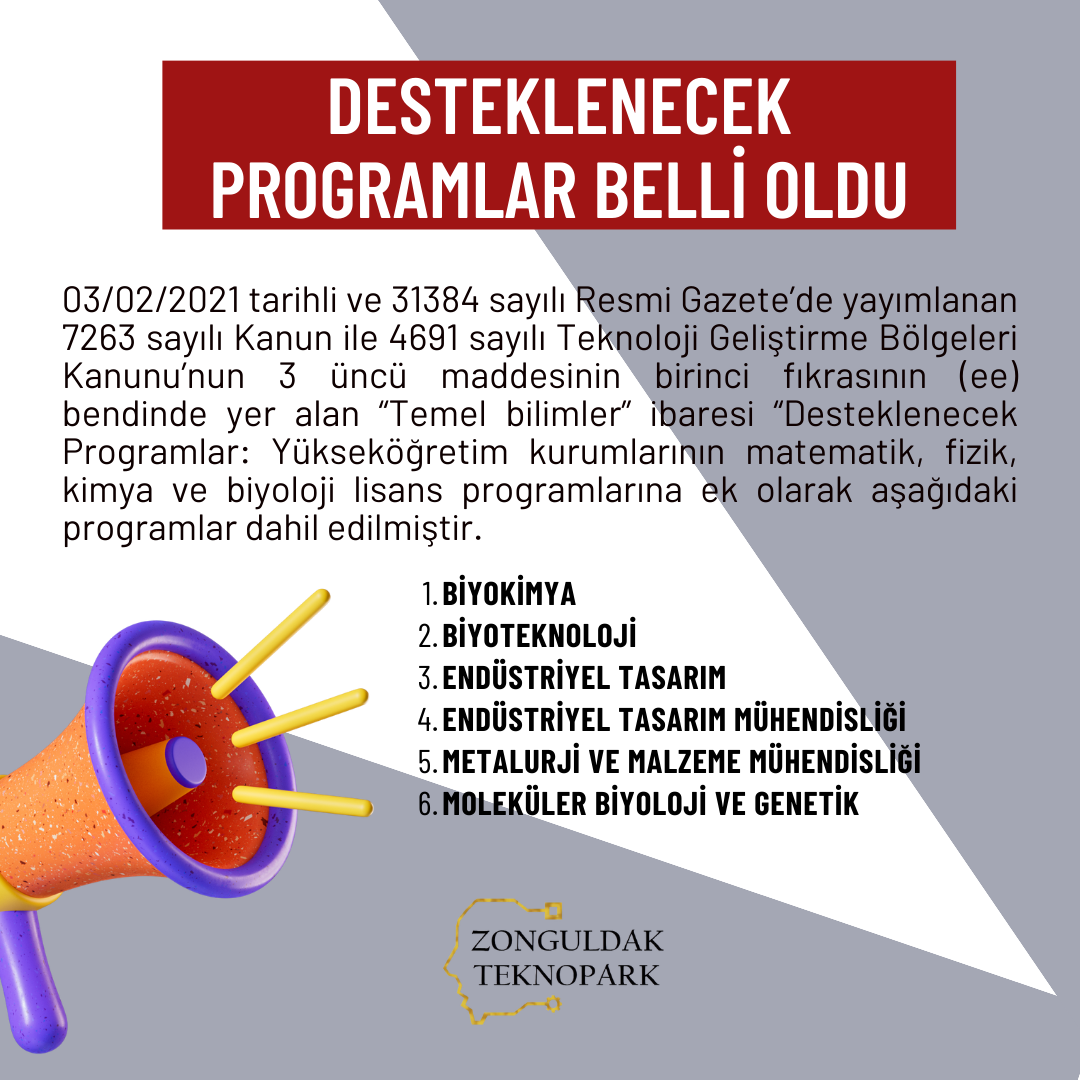 DESTEKLENECEK
PROGRAMLAR BELLİ OLDU
03/02/2021 tarihli ve 31384 sayılı Resmi Gazete’de yayımlanan
7263 sayılı Kanun ile 4691 sayılı Teknoloji Geliştirme Bölgeleri
Kanunu’nun 3 üncü maddesinin birinci fıkrasının (ee)
bendinde yer alan “Temel bilimler” ibaresi “Desteklenecek
Programlar: Yükseköğretim kurumlarının matematik, fizik,
kimya ve biyoloji lisans programlarına ek olarak aşağıdaki
programlar dahil edilmiştir.
1. BİYOKİMYA
2. BİYOTEKNOLOJİ
3. ENDÜSTRİYEL TASARIM
4. ENDÜSTRİYEL TASARIM MÜHENDİSLİĞİ
5. METALURJİ VE MALZEME MÜHENDİSLİĞİ
6. MOLEKÜLER BİYOLOJİ VE GENETİK
ZONGULDAK
TEKNOPARK